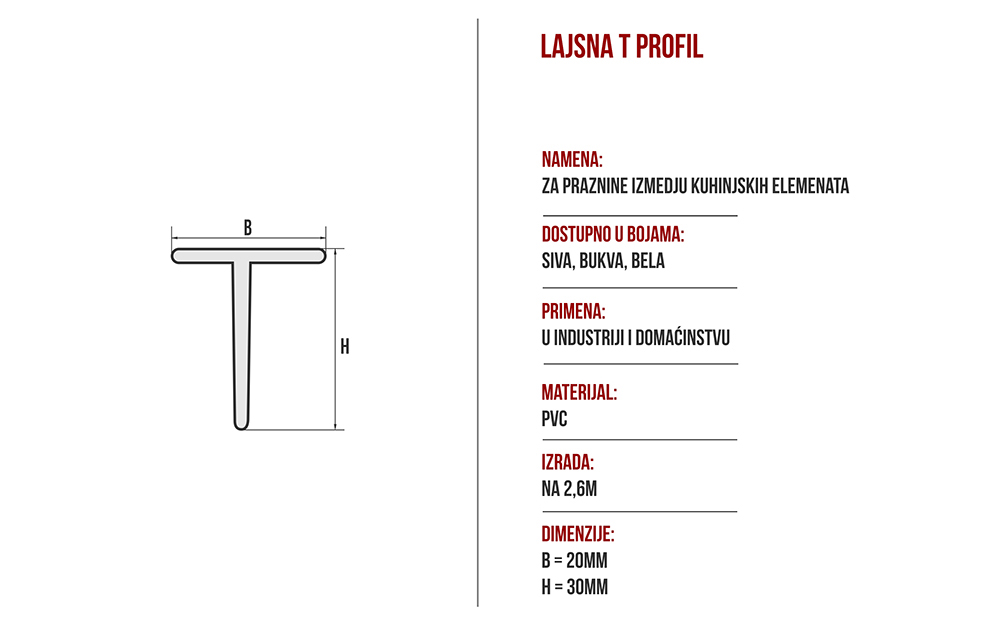 B
H
LAJSNA T PROFIL
NAMENA:
ZA PRAZNINE IZMEDJU KUHINJSKIH ELEMENATA
DOSTUPNO U BOJAMA:
SIVA, BUKVA, BELA
PRIMENA:
U INDUSTRIJI I DOMAĆINSTVU
MATERIJAL:
PVC
IZRADA:
NA 2,6M
DIMENZIJE:
B = 20MM
H = 30MM